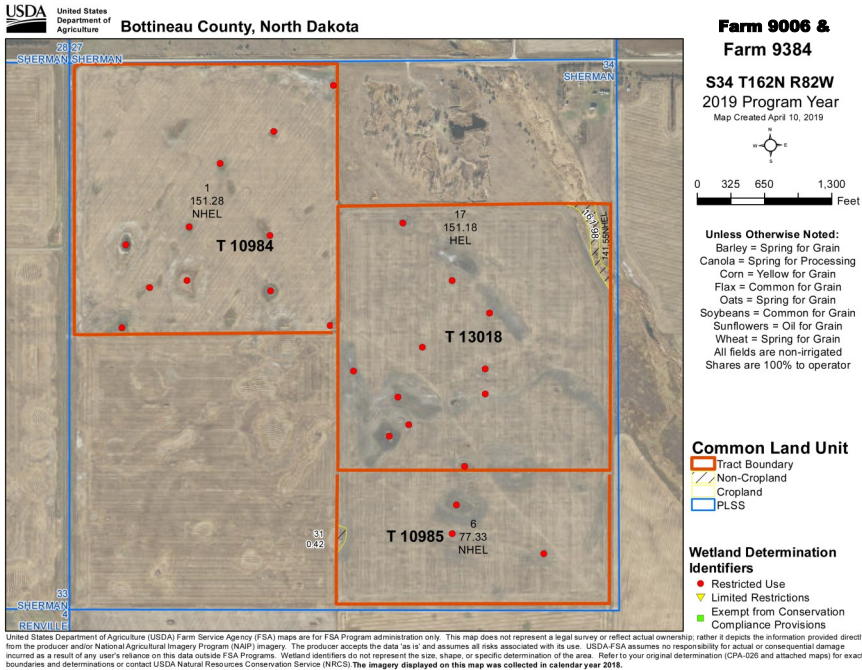 USDA
United States
Department of
Agriculture
Bottineau County, North Dakota
Farm 9006 &
Farm 9384
S34 T162N R82W
2019 Program Year
Map Created April 10, 2019
N
W E
S
0 325 650 1,300
Feet
Unless Otherwise Noted:
Barley = Spring for Grain
Canola = Spring for Processing
Corn = Yellow for Grain
Flax = Common for Grain
Oats = Spring for Grain
Soybeans = Common for Grain
Sunflowers = Oil for Grain
Wheat = Spring for Grain
All fields are non-irrigated
Shares are 100% to operator
Common Land Unit
Tract Boundary
Non-Cropland
Cropland
PLSS
Wetland Determination
Identifiers
Restricted Use
Limited Restrictions
Exempt from Conservation
Compliance Provisions
28 27
SHERMAN SHERMAN
34
SHERMAN
1
151.28
NHEL
T 10984
17
151.18
HEL
T 13018
6
77.33
NHEL
T 10985
31
0.42
33
SHERMAN
4
RENVILLE
United States Department of Agriculture (USDA) Farm Service Agency (FSA) maps are for FSA Program administration only. This map does not represent a legal survey or reflect actual ownership; rather it depicts the information provided directl
from the producer and/or National Agricultural Imagery Program (NAIP) imagery. The producer accepts the data 'as is' and assumes all risks associated with its use. USDA-FSA assumes no responsibility for actual or consequential damage
incurred as a result of any user's reliance on this data outside FSA Programs. Wetland identifiers do not represent the size, shape, or specific determination of the area. Refer to your original determination (CPA-026 and attached maps) for exac
boundaries and determinations or contact USDA Natural Resources Conservation Service (NRCS). The imagery displayed on this map was collected in calendar year 2018.